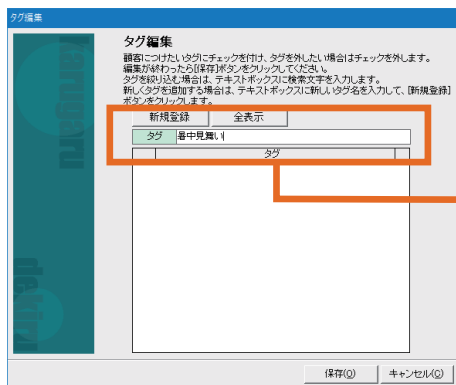 タグ編集
タグ編集
顧客につけたいタグにチェックを付け、タグを外したい場合はチェックを外します。
編集が終わったら[保存]ボタンをクリックしてください。
タグを絞り込む場合は、テキストボックスに検索文字を入力します。
新しくタグを追加する場合は、テキストボックスに新しいタグ名を入力して、[新規登録]
ボタンをクリックします。
新規登録 全表示
タグ 暑中見舞い
タグ
dekiru
保存(O) キャンセル(C)